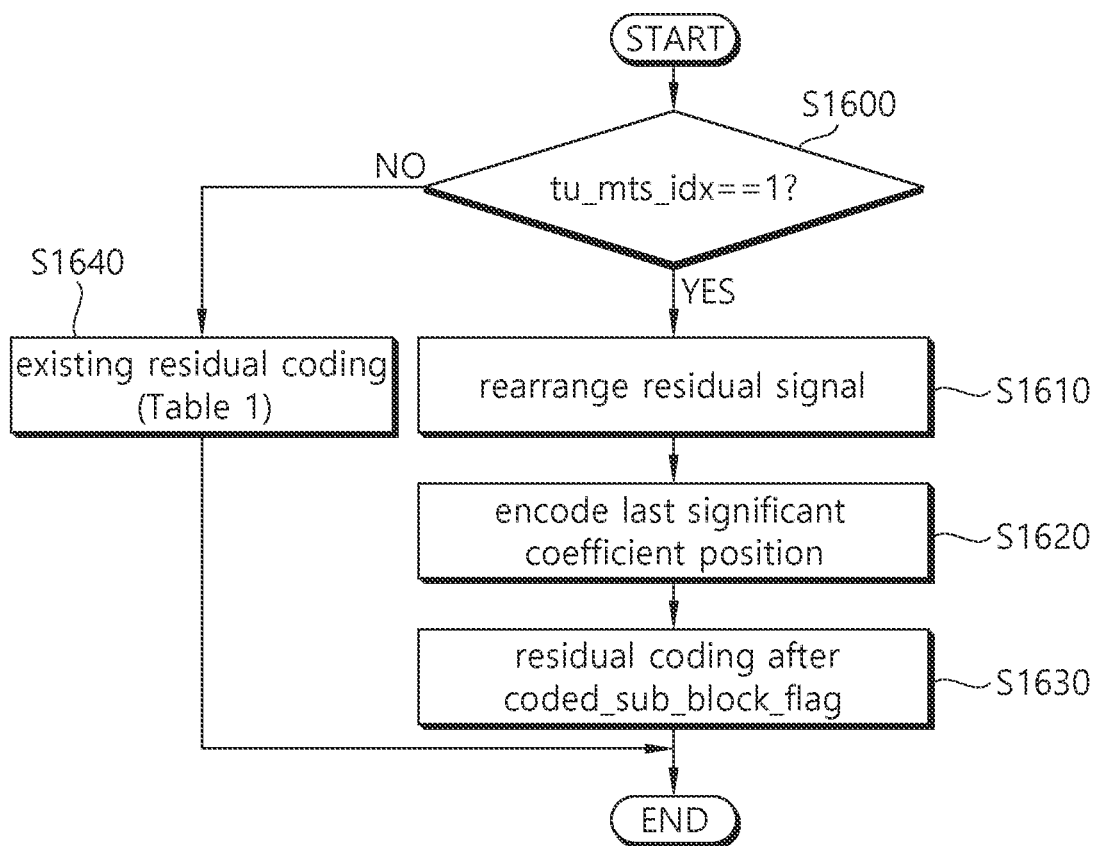 START
S1600
NO
tu_mts_idx==1?
S1640
YES
existing residual coding
(Table 1)
rearrange residual signal
S1610
encode last significant
coefficient position
S1620
residual coding after
coded_sub_block_flag
S1630
END